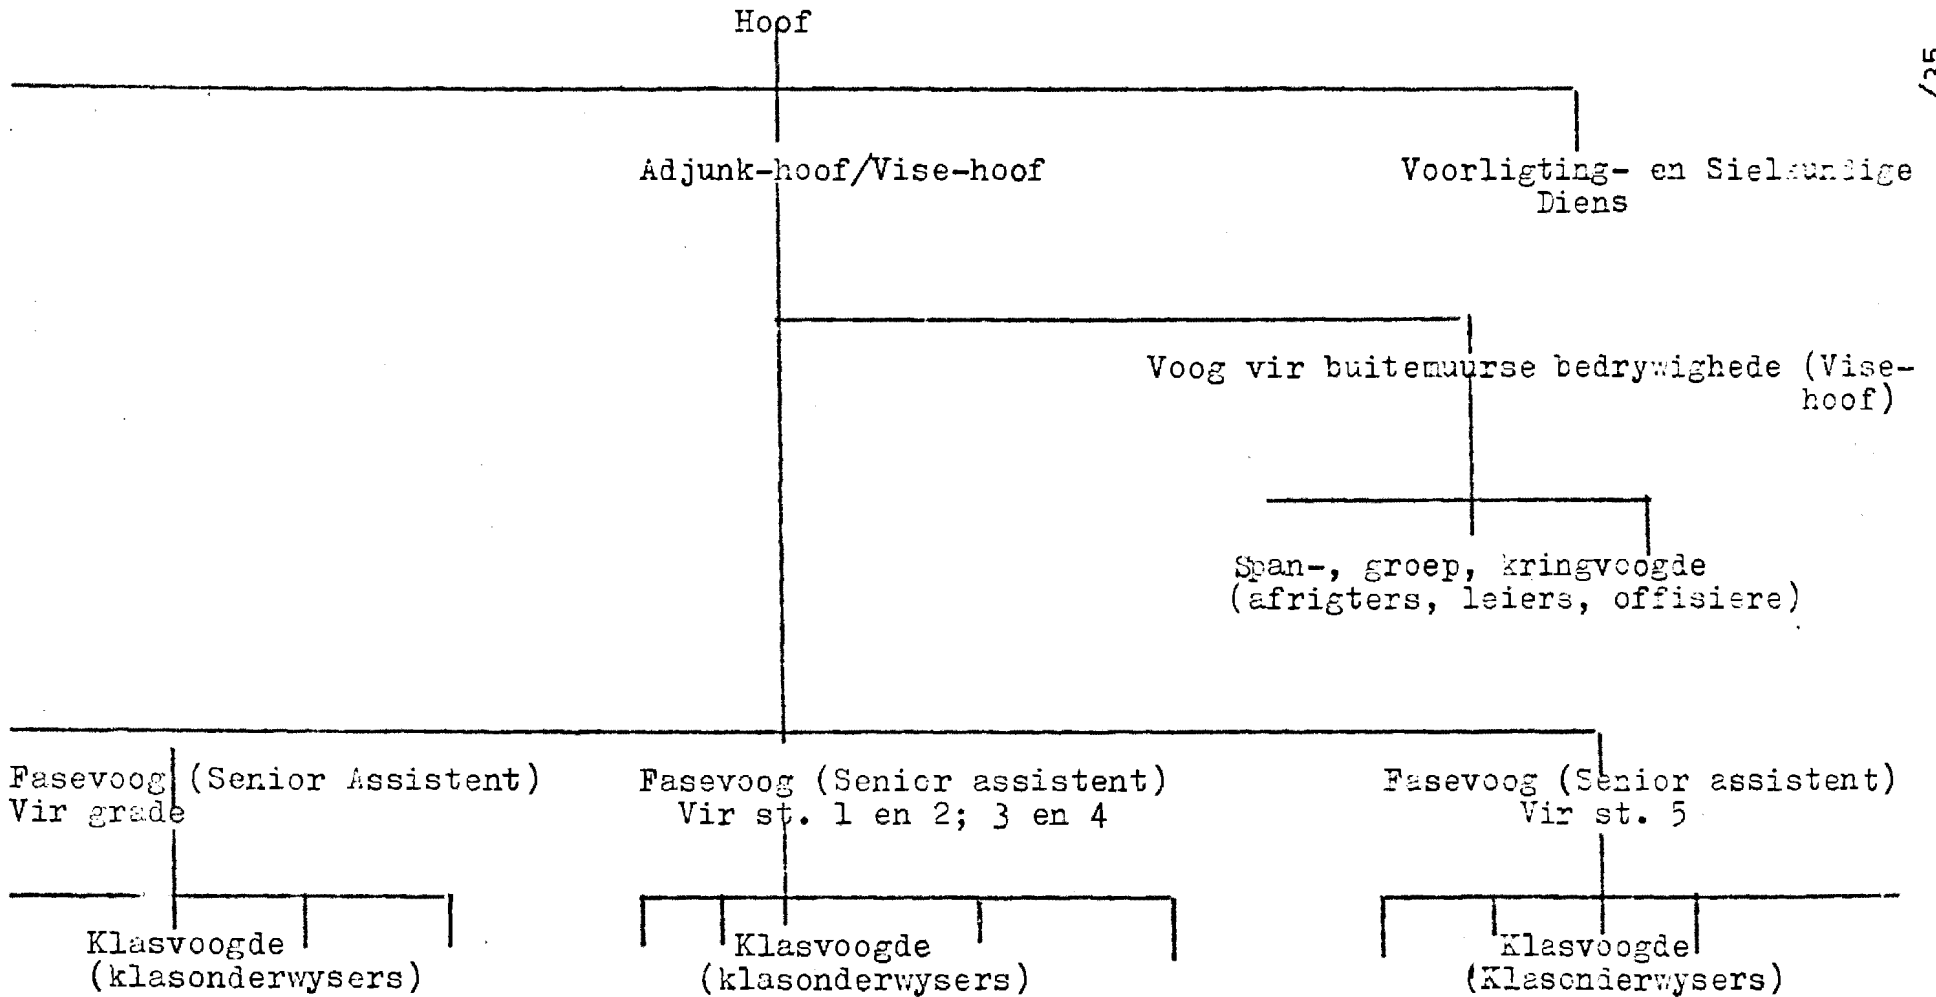 Hoof
/35
Adjunk-hoof/Vise-hoof
Voorligting- en Sielkundige
Diens
Voog vir buitemuurse bedrywighede (Vise-
hoof)
Span-, groep, kringvoogde
(afrigters, leiers, offisiere)
Fasevoog (Senior Assistent)
Vir grade
Fasevoog (Senior assistent)
Vir st. 1 en 2; 3 en 4
Fasevoog (Senior assistent)
Vir st. 5
Klasvoogde
(klasonderwysers)
Klasvoogde
(klasonderwysers)
Klasvoogde
(Klasonderwysers)